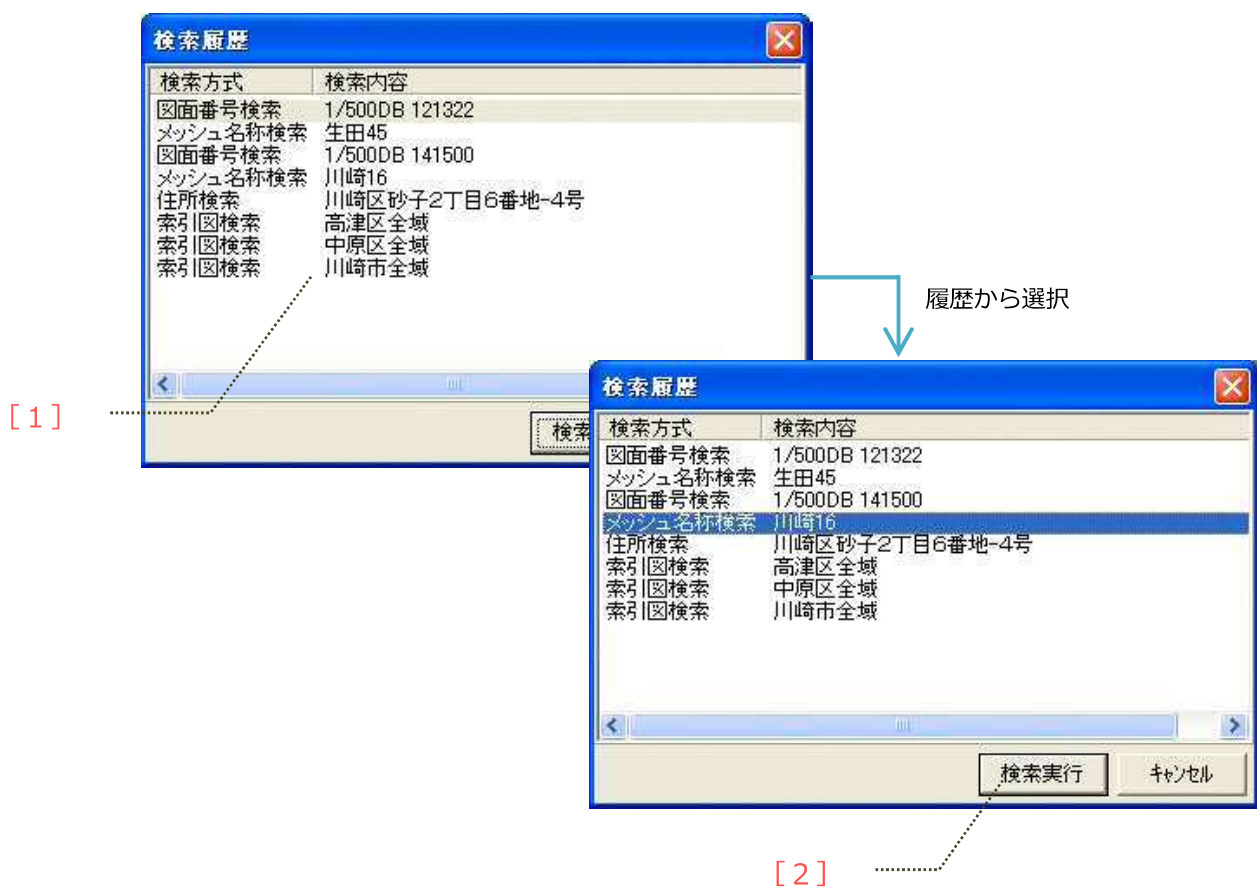 検索履歴
検索方式 検索内容
図面番号検索 1/500DB 121322
メッシュ名称検索 生田45
図面番号検索 1/500DB 141500
メッシュ名称検索 川崎16
住所検索 川崎区砂子2丁目6番地-4号
索引図検索 高津区全域
索引図検索 中原区全域
索引図検索 川崎市全域
履歴から選択
[1]
検索
検索履歴
検索方式 検索内容
図面番号検索 1/500DB 121322
メッシュ名称検索 生田45
図面番号検索 1/500DB 141500
メッシュ名称検索 川崎16
住所検索 川崎区砂子2丁目6番地-4号
索引図検索 高津区全域
索引図検索 中原区全域
索引図検索 川崎市全域
検索実行 キャンセル
[2]